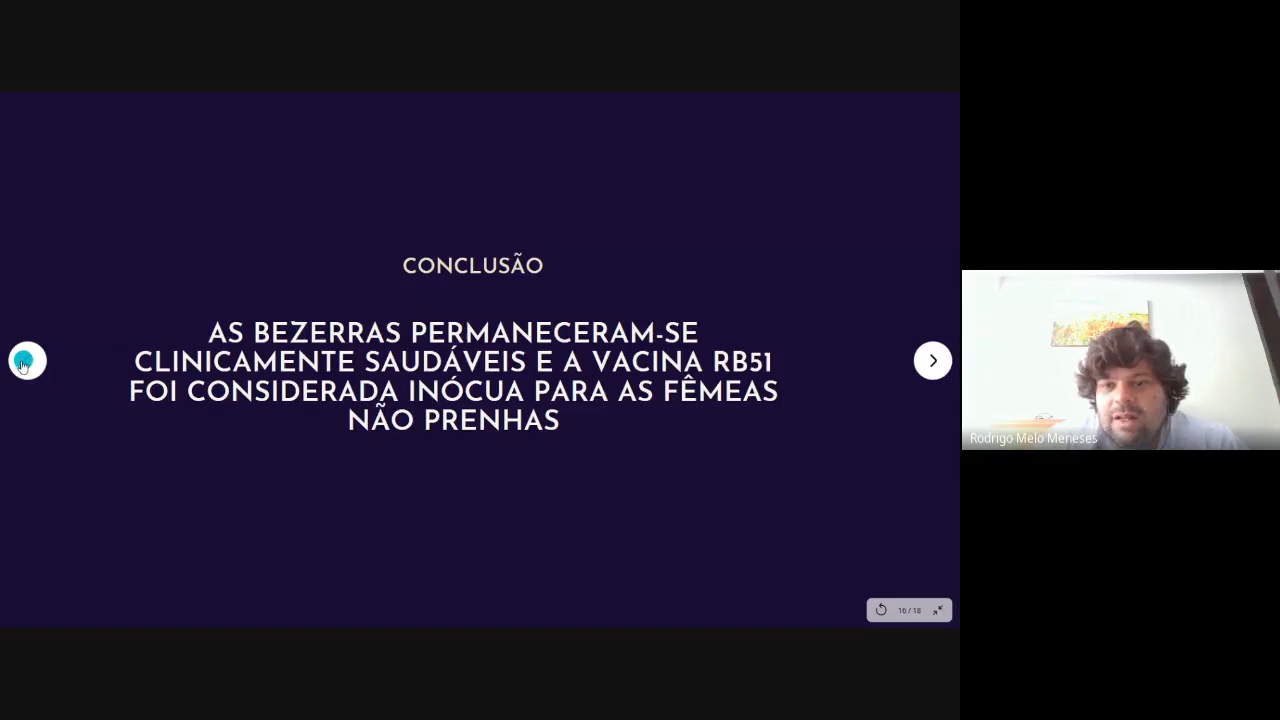 CONCLUSÃO
AS BEZERRAS PERMANECERAM-SE
CLINICAMENTE SAUDÁVEIS E A VACINA RB51
FOI CONSIDERADA INÓCUA PARA AS FÊMEAS
NÃO PRENHAS
Rodrigo Melo Meneses
16 / 18